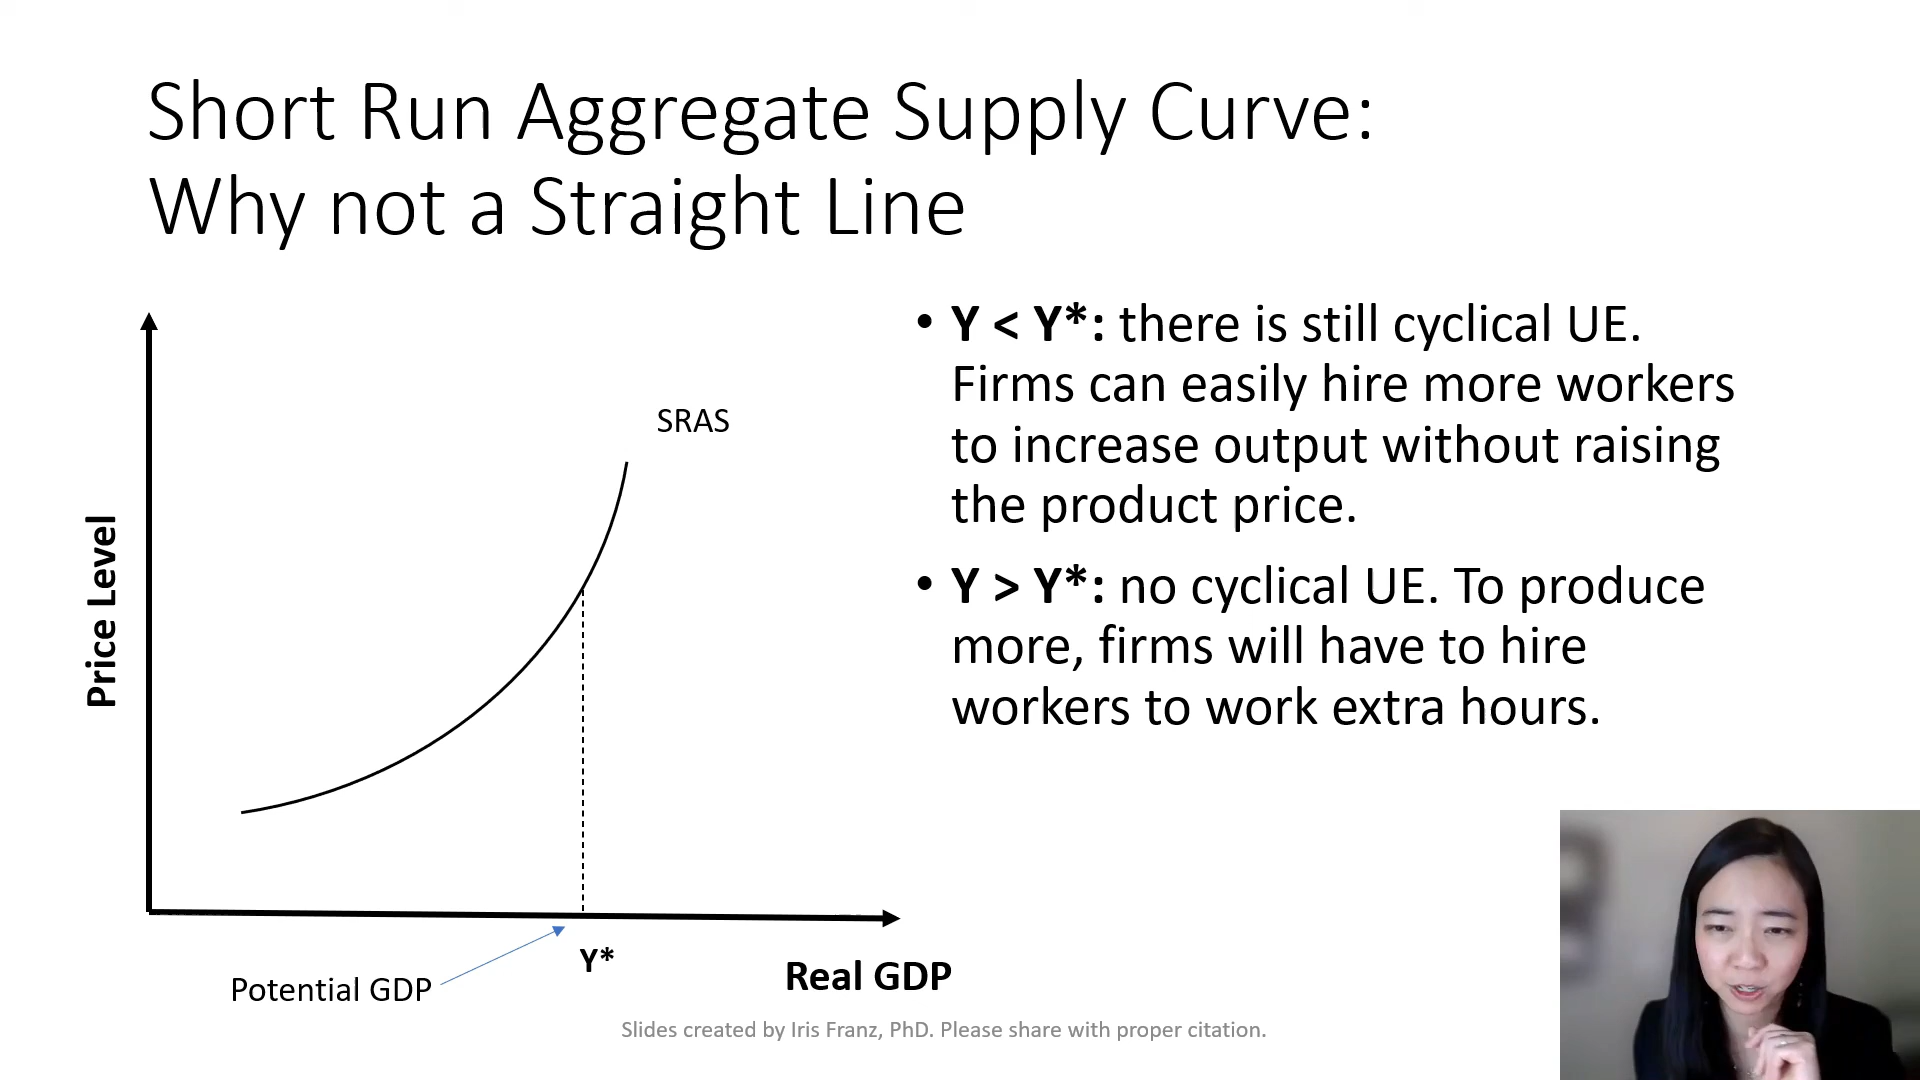 Short Run Aggregate Supply Curve:
Why not a Straight Line
• Y < Y*: there is still cyclical UE.
Firms can easily hire more workers
to increase output without raising
the product price.
• Y > Y*: no cyclical UE. To produce
more, firms will have to hire
workers to work extra hours.
SRAS
Price Level
Y*
Real GDP
Potential GDP
Slides created by Iris Franz, PhD. Please share with proper citation.